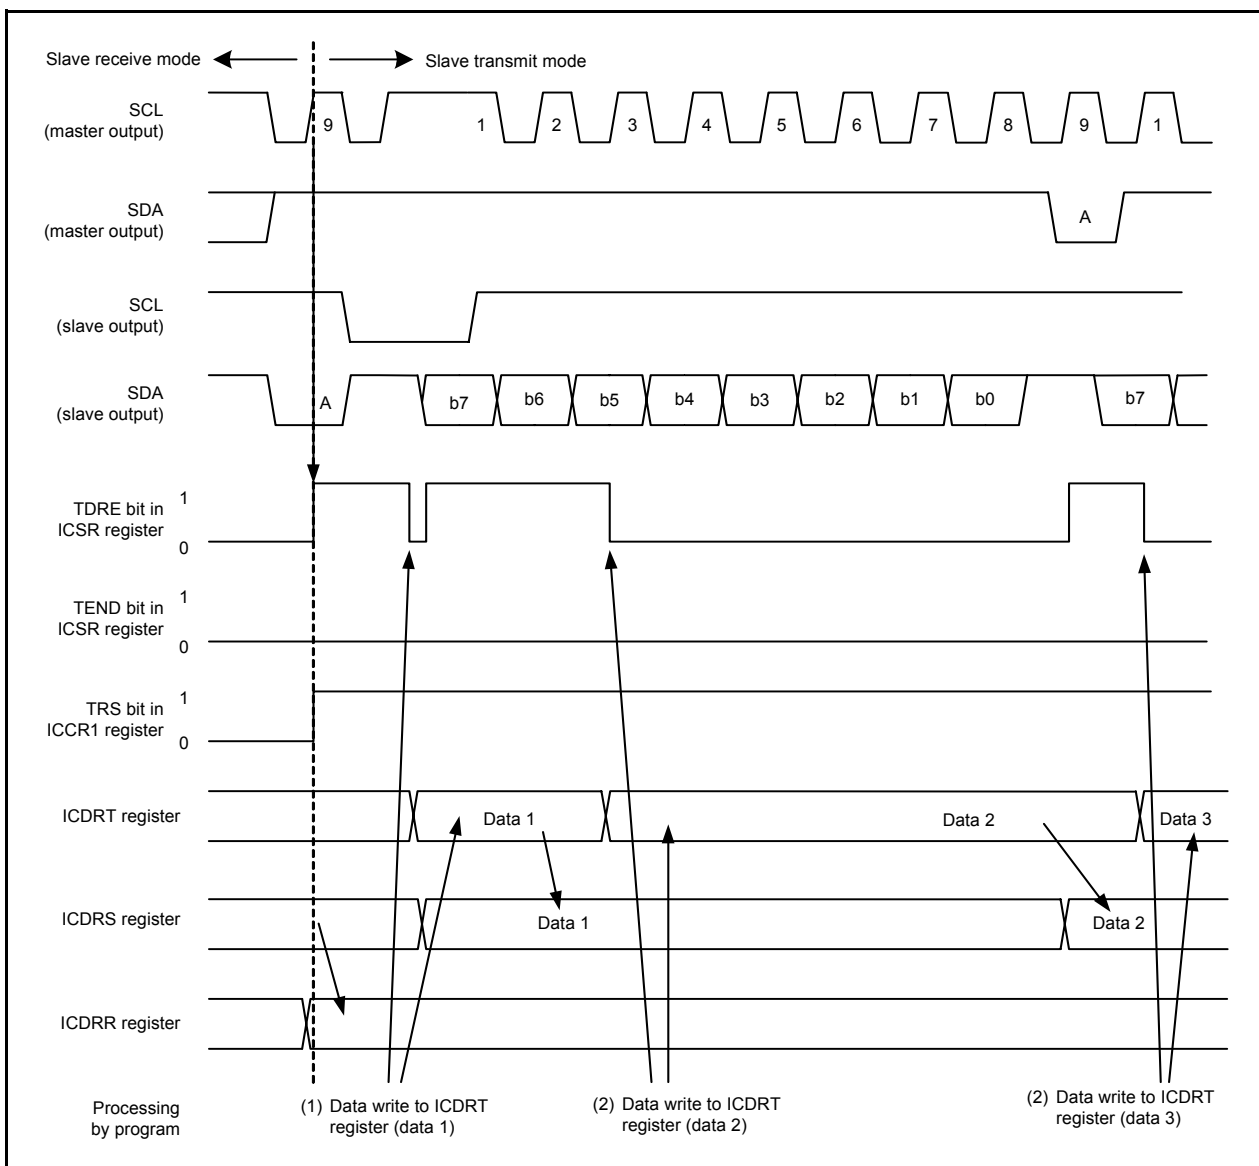 Slave receive mode
Slave transmit mode
SCL
(master output)
9 1 2 3 4 5 6 7 8 9 1
SDA
(master output)
A
SCL
(slave output)
SDA
(slave output)
A b7 b6 b5 b4 b3 b2 b1 b0 b7
TDRE bit in
ICSR register
1
0
TEND bit in
ICSR register
1
0
TRS bit in
ICCR1 register
1
0
ICDRT register
Data 1 Data 2 Data 3
ICDRS register
Data 1 Data 2
ICDRR register
Processing
by program
(1) Data write to ICDRT
register (data 1)
(2) Data write to ICDRT
register (data 2)
(2) Data write to ICDRT
register (data 3)